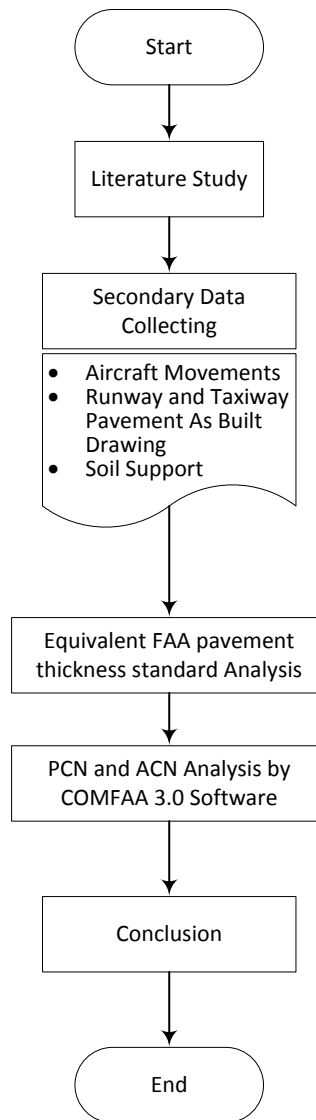 Start
Literature Study
Secondary Data
Collecting
• Aircraft Movements
• Runway and Taxiway
Pavement As Built
Drawing
• Soil Support
Equivalent FAA pavement
thickness standard Analysis
PCN and ACN Analysis by
COMFAA 3.0 Software
Conclusion
End